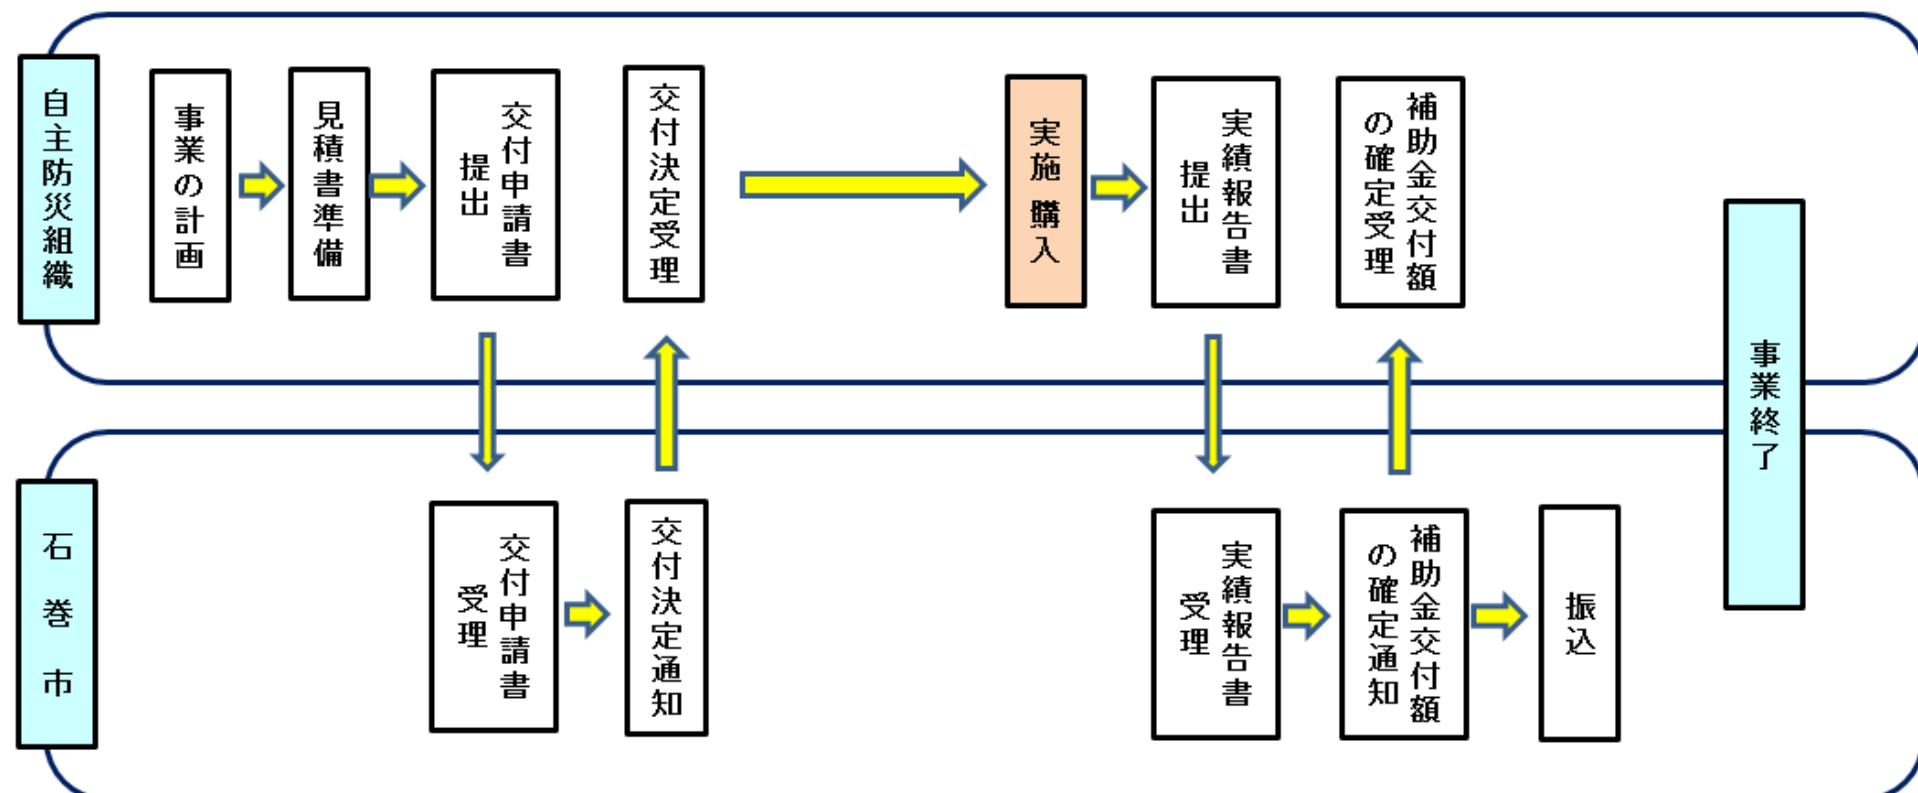 自主防災組織
事業の計画
見積書準備
交付申請書
提出
交付決定受理
実施 購入
実績報告書
提出
補助金交付額
の確定受理
事業終了
石巻市
交付申請書
受理
交付決定通知
実績報告書
受理
補助金交付額
の確定通知
振込